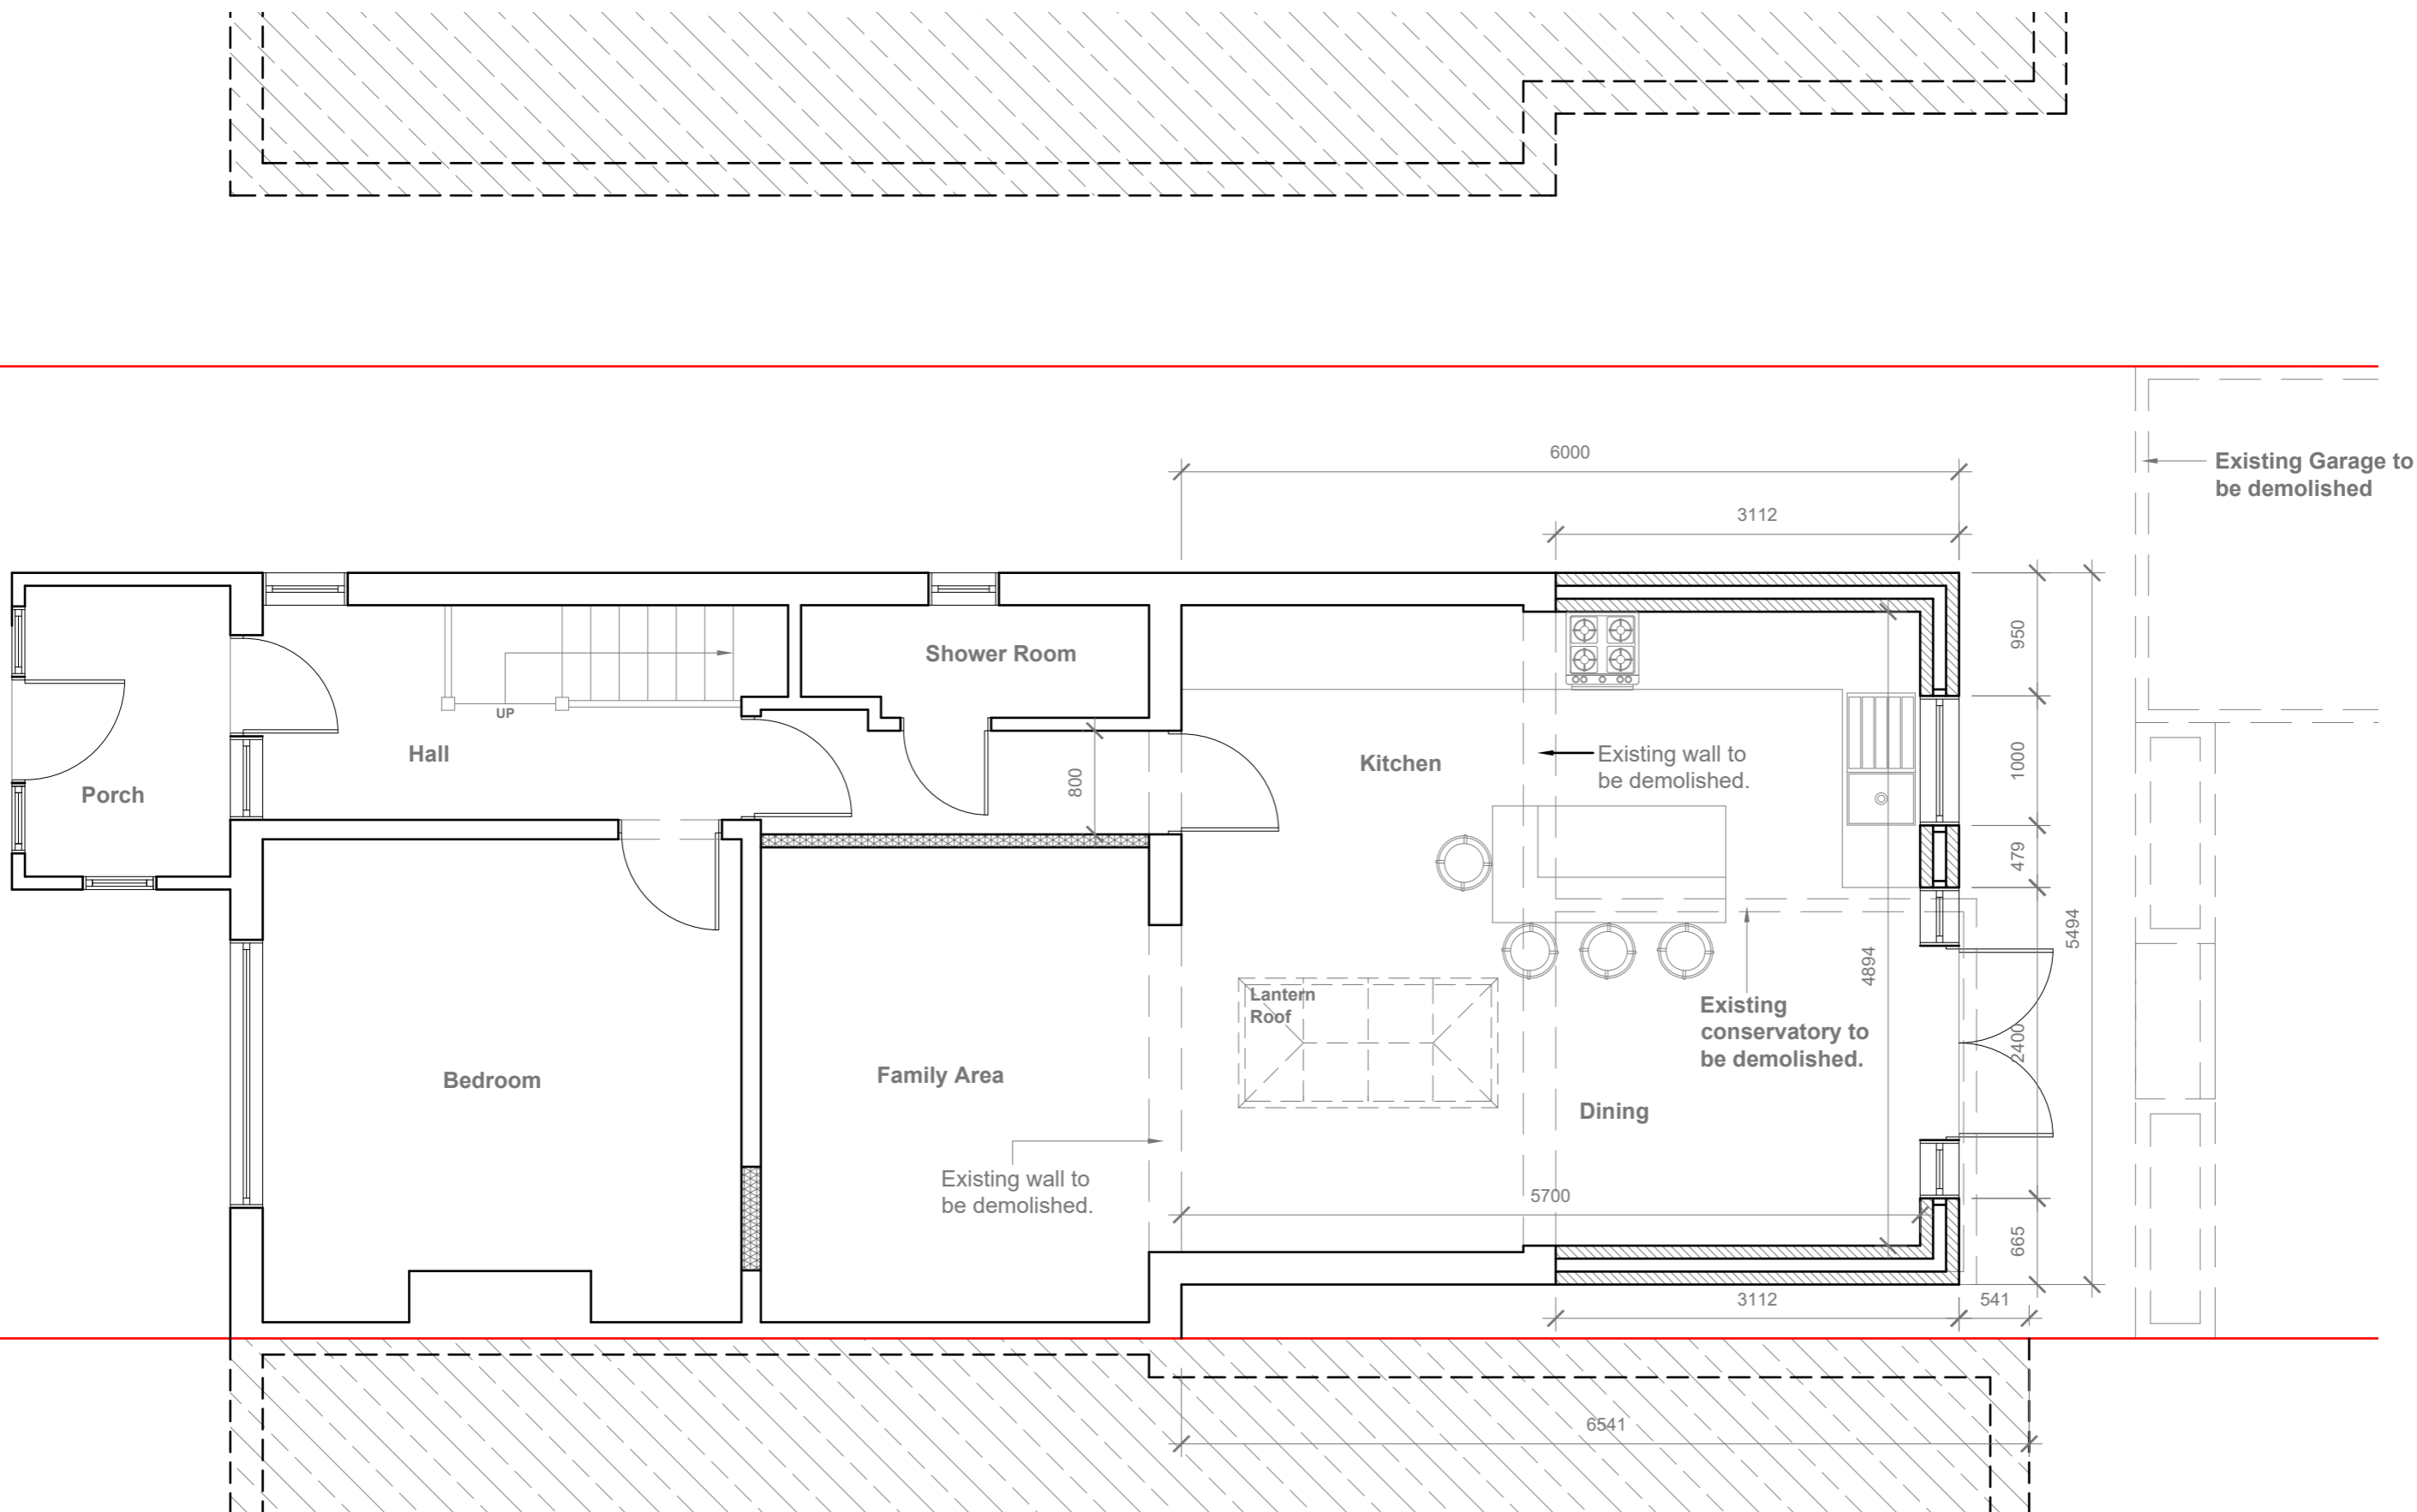 6000
Existing Garage to
be demolished
3112
950
Shower Room
UP
Hall
Kitchen
Existing wall to
be demolished.
1000
800
Porch
479
5494
4894
Lantern
Roof
Existing
conservatory to
be demolished.
2400
Bedroom
Family Area
Dining
Existing wall to
be demolished.
5700
665
3112
541
6541